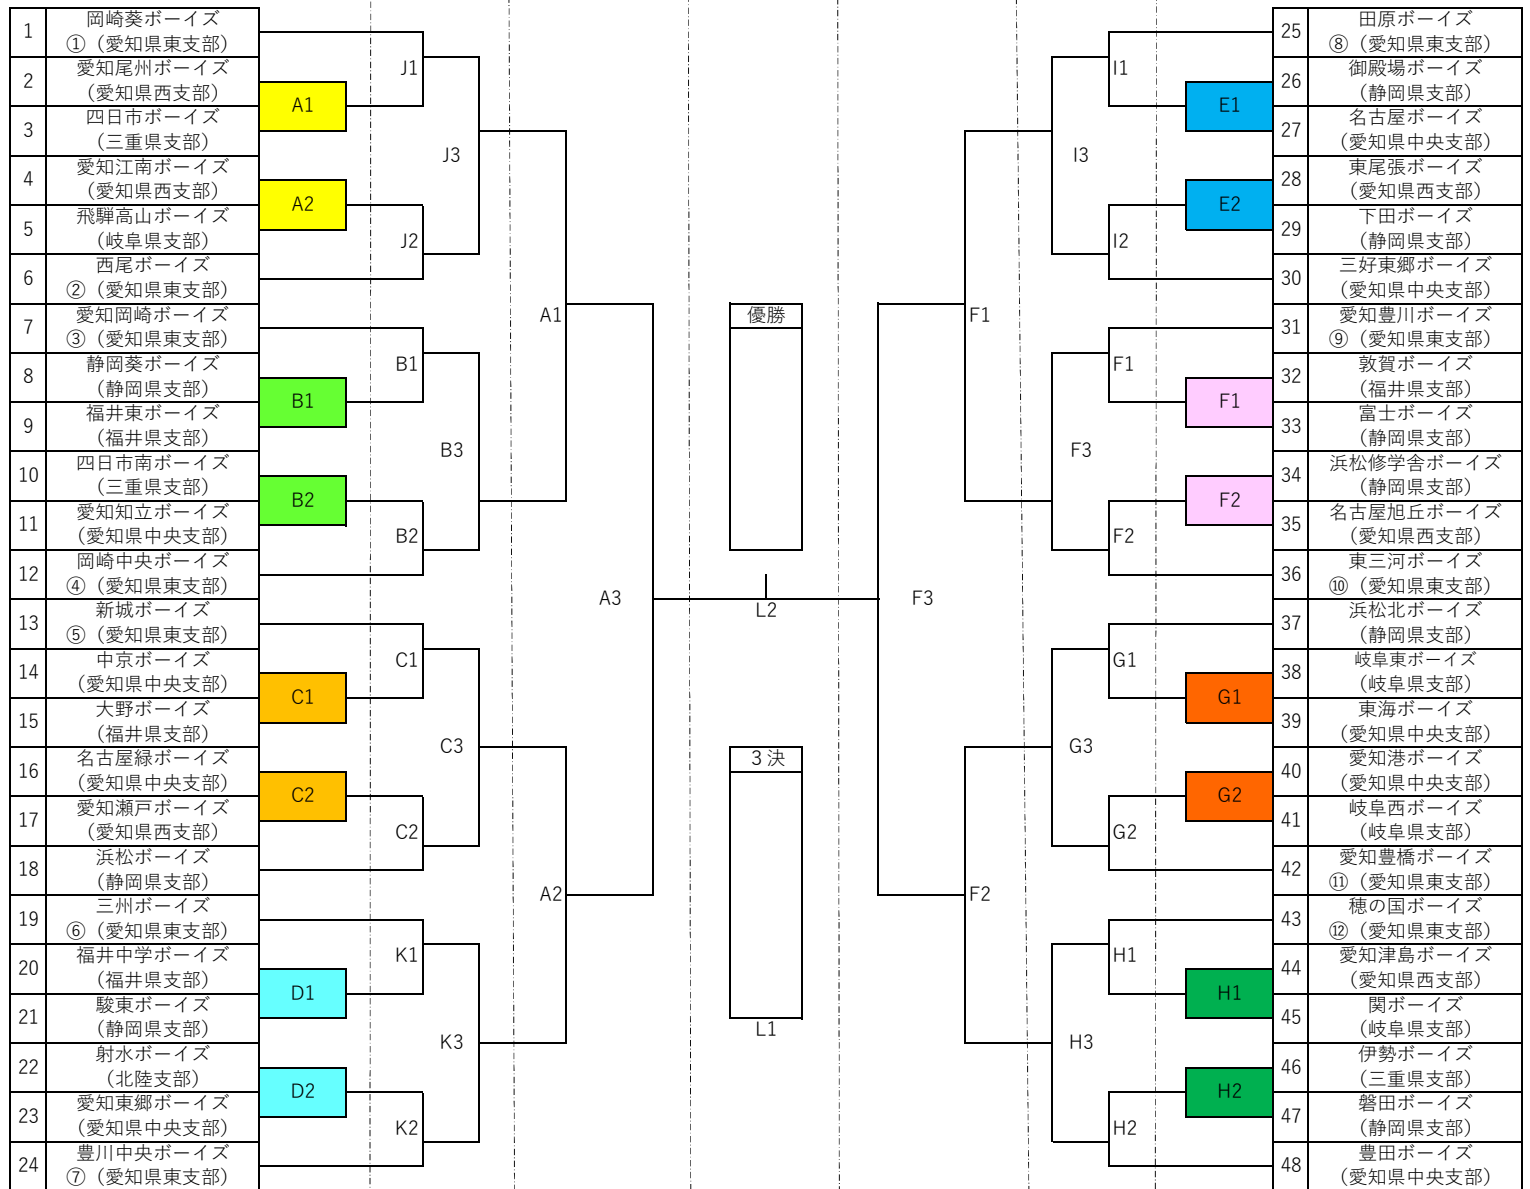 1
岡崎葵ボーイズ
①（愛知県東支部）
2
愛知尾州ボーイズ
（愛知県西支部）
3
四日市ボーイズ
（三重県支部）
4
愛知江南ボーイズ
（愛知県西支部）
5
飛騨高山ボーイズ
（岐阜県支部）
6
西尾ボーイズ
②（愛知県東支部）
7
愛知岡崎ボーイズ
③（愛知県東支部）
8
静岡葵ボーイズ
（静岡県支部）
9
福井東ボーイズ
（福井県支部）
10
四日市南ボーイズ
（三重県支部）
11
愛知知立ボーイズ
（愛知県中央支部）
12
岡崎中央ボーイズ
④（愛知県東支部）
13
新城ボーイズ
⑤（愛知県東支部）
14
中京ボーイズ
（愛知県中央支部）
15
大野ボーイズ
（福井県支部）
16
名古屋緑ボーイズ
（愛知県中央支部）
17
愛知瀬戸ボーイズ
（愛知県西支部）
18
浜松ボーイズ
（静岡県支部）
19
三州ボーイズ
⑥（愛知県東支部）
20
福井中学ボーイズ
（福井県支部）
21
駿東ボーイズ
（静岡県支部）
22
射水ボーイズ
（北陸支部）
23
愛知東郷ボーイズ
（愛知県中央支部）
24
豊川中央ボーイズ
⑦（愛知県東支部）
A1
A2
B1
B2
C1
C2
D1
D2
J1
J2
B1
B2
C1
C2
K1
K2
J3
B3
C3
K3
A1
A2
A3
優勝
L2
３決
L1
F3
F1
F2
I3
F3
G3
H3
I1
I2
F1
F2
G1
G2
H1
H2
E1
E2
F1
F2
G1
G2
H1
H2
25
田原ボーイズ
⑧（愛知県東支部）
26
御殿場ボーイズ
（静岡県支部）
27
名古屋ボーイズ
（愛知県中央支部）
28
東尾張ボーイズ
（愛知県西支部）
29
下田ボーイズ
（静岡県支部）
30
三好東郷ボーイズ
（愛知県中央支部）
31
愛知豊川ボーイズ
⑨（愛知県東支部）
32
敦賀ボーイズ
（福井県支部）
33
富士ボーイズ
（静岡県支部）
34
浜松修学舎ボーイズ
（静岡県支部）
35
名古屋旭丘ボーイズ
（愛知県西支部）
36
東三河ボーイズ
⑩（愛知県東支部）
37
浜松北ボーイズ
（静岡県支部）
38
岐阜東ボーイズ
（岐阜県支部）
39
東海ボーイズ
（愛知県中央支部）
40
愛知港ボーイズ
（愛知県中央支部）
41
岐阜西ボーイズ
（岐阜県支部）
42
愛知豊橋ボーイズ
⑪（愛知県東支部）
43
穂の国ボーイズ
⑫（愛知県東支部）
44
愛知津島ボーイズ
（愛知県西支部）
45
関ボーイズ
（岐阜県支部）
46
伊勢ボーイズ
（三重県支部）
47
磐田ボーイズ
（静岡県支部）
48
豊田ボーイズ
（愛知県中央支部）